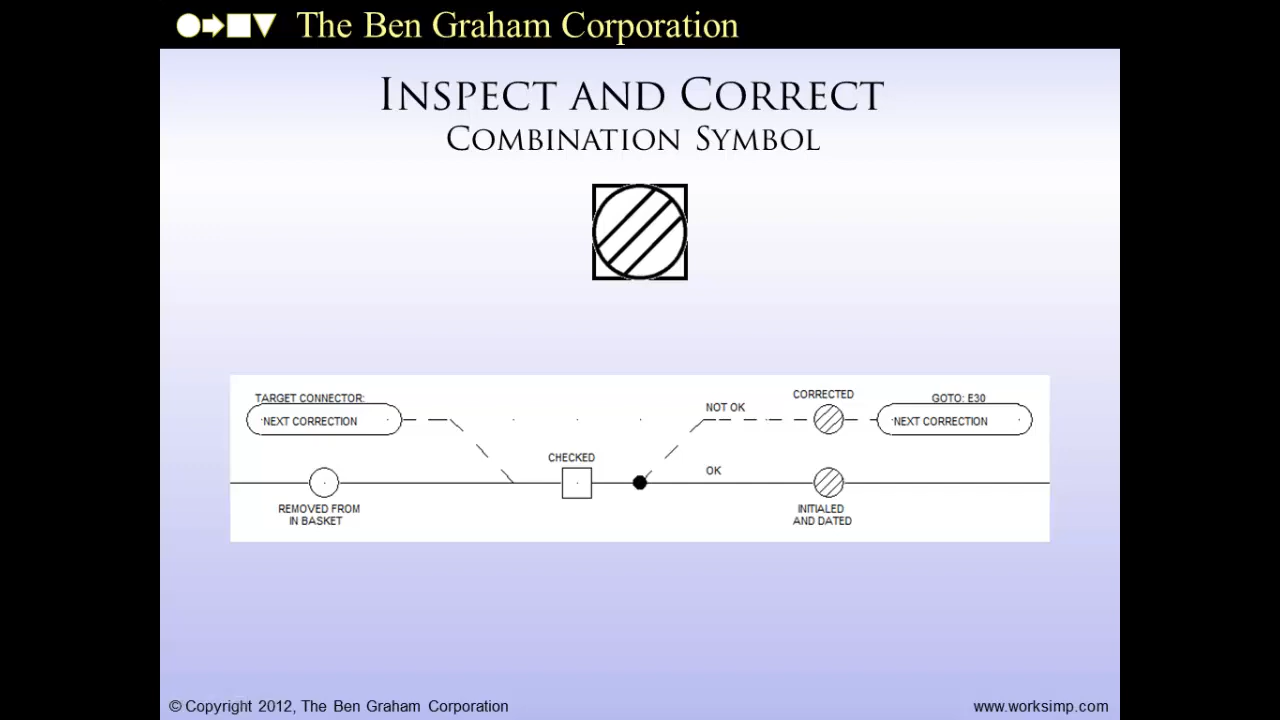 The Ben Graham Corporation
INSPECT AND CORRECT
COMBINATION SYMBOL
TARGET CONNECTOR:
NEXT CORRECTION
NOT OK
CORRECTED
GOTO: E30
NEXT CORRECTION
CHECKED
OK
REMOVED FROM
IN BASKET
INITIALED
AND DATED
© Copyright 2012, The Ben Graham Corporation
www.worksimp.com